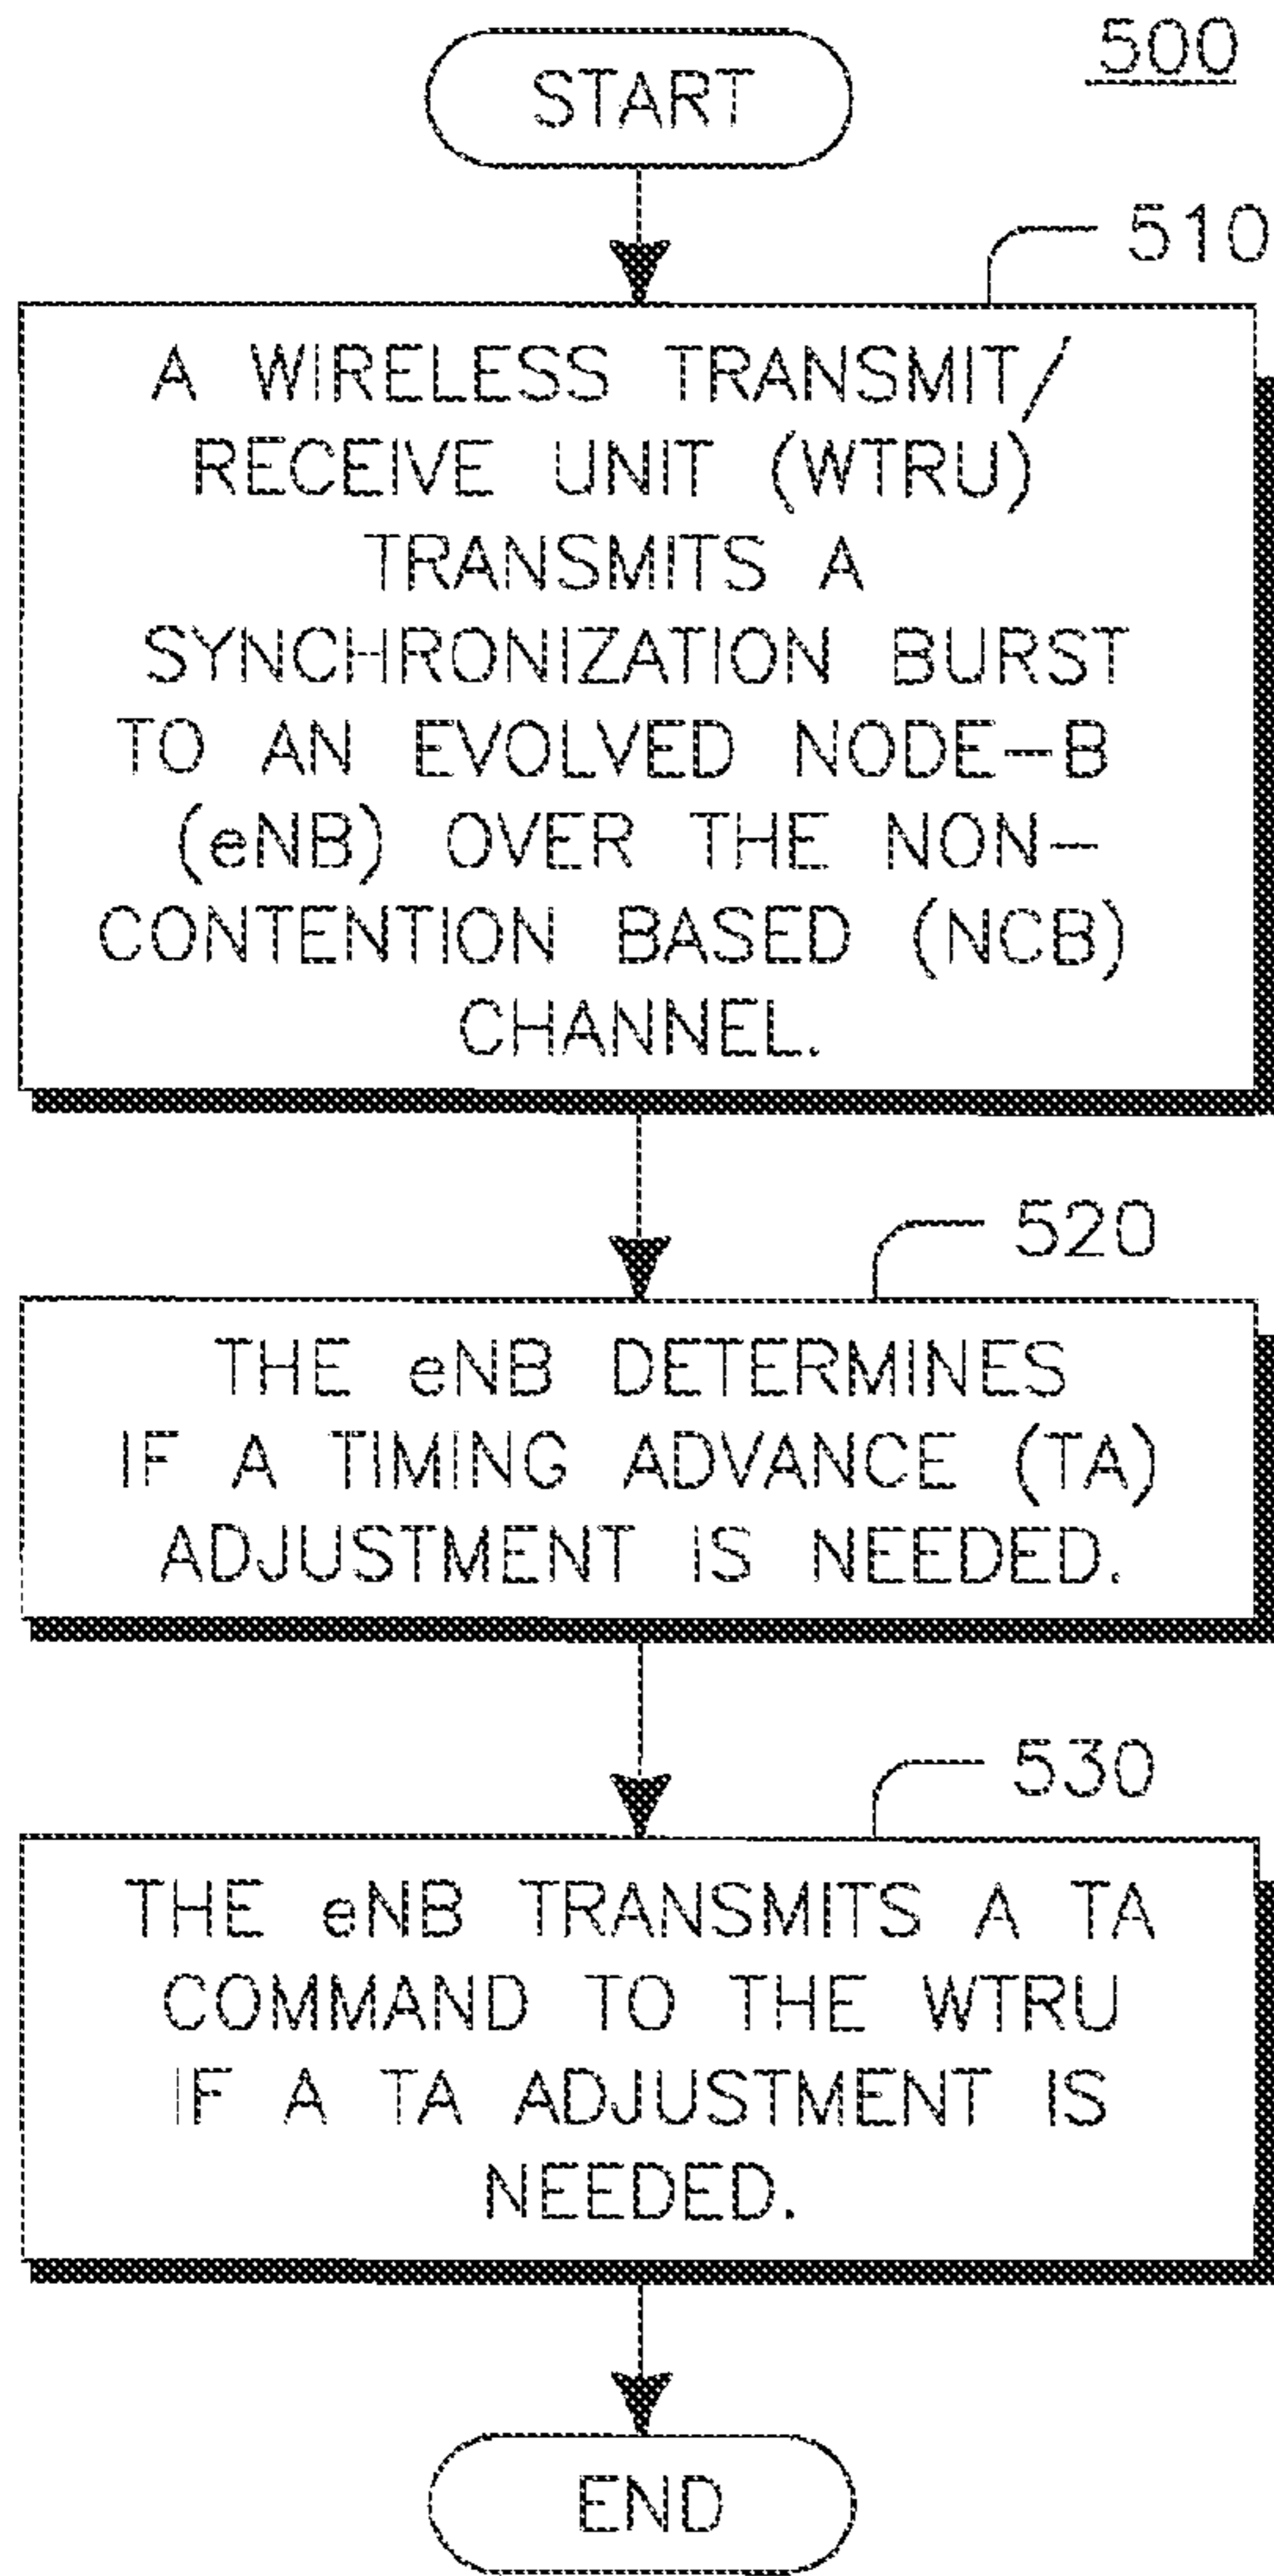 500
START
510
A WIRELESS TRANSMIT/
RECEIVE UNIT (WTRU)
TRANSMITS A
SYNCHRONIZATION BURST
TO AN EVOLVED NODE-B
(eNB) OVER THE NON-
CONTENTION BASED (NCB)
CHANNEL.
520
THE eNB DETERMINES
IF A TIMING ADVANCE (TA)
ADJUSTMENT IS NEEDED.
530
THE eNB TRANSMITS A TA
COMMAND TO THE WTRU
IF A TA ADJUSTMENT IS
NEEDED.
END